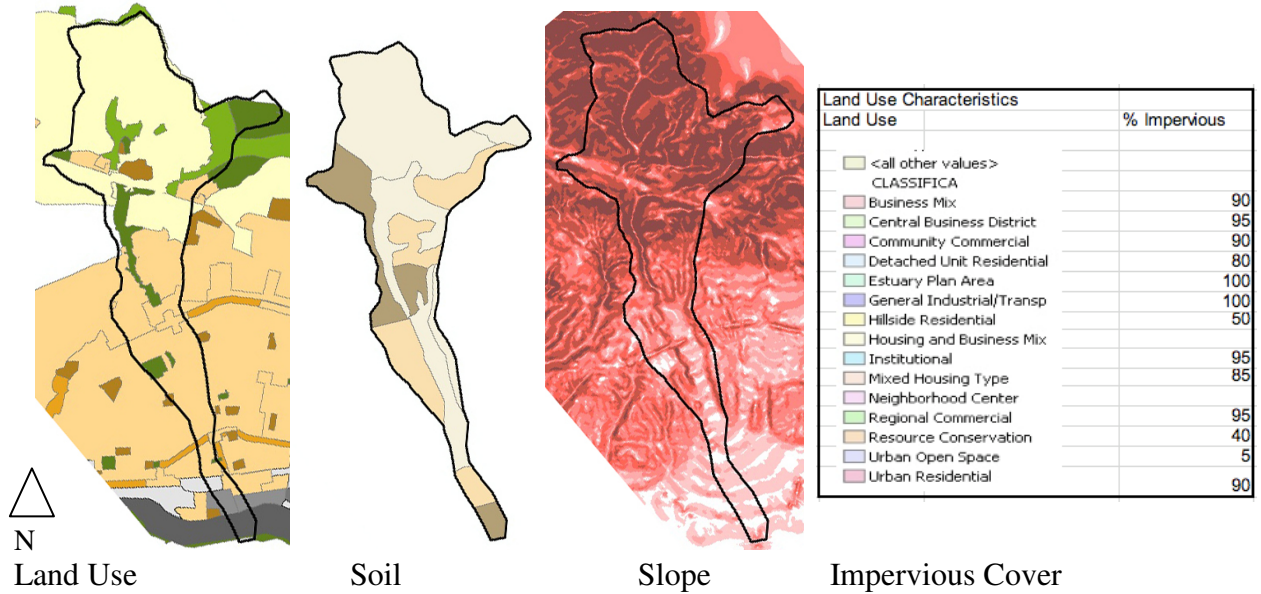 Land Use Characteristics
Land Use % Impervious
<all other values>
CLASSIFICA
Business Mix 90
Central Business District 95
Community Commercial 90
Detached Unit Residential 80
Estuary Plan Area 100
General Industrial/Transp 100
Hillside Residential 50
Housing and Business Mix
Institutional 95
Mixed Housing Type 85
Neighborhood Center
Regional Commercial 95
Resource Conservation 40
Urban Open Space 5
Urban Residential 90
N
Land Use Soil Slope Impervious Cover